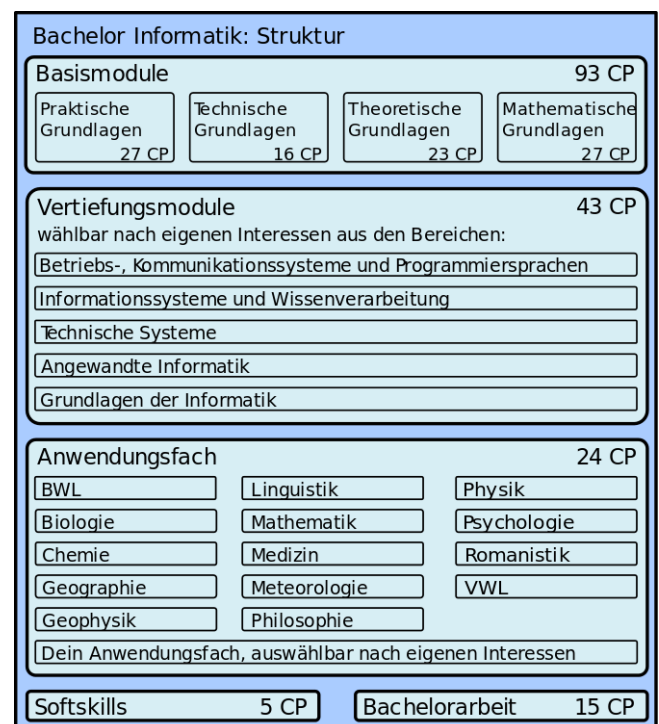 Bachelor Informatik: Struktur
Basismodule 93 CP
Praktische Grundlagen 27 CP
Technische Grundlagen 16 CP
Theoretische Grundlagen 23 CP
Mathematische Grundlagen 27 CP
Vertiefungsmodule 43 CP
wählbar nach eigenen Interessen aus den Bereichen:
Betriebs-, Kommunikationssysteme und Programmiersprachen
Informationssysteme und Wissenverarbeitung
Technische Systeme
Angewandte Informatik
Grundlagen der Informatik
Anwendungsfach 24 CP
BWL Linguistik Physik
Biologie Mathematik Psychologie
Chemie Medizin Romanistik
Geographie Meteorologie VWL
Geophysik Philosophie
Dein Anwendungsfach, auswählbar nach eigenen Interessen
Softskills 5 CP Bachelorarbeit 15 CP